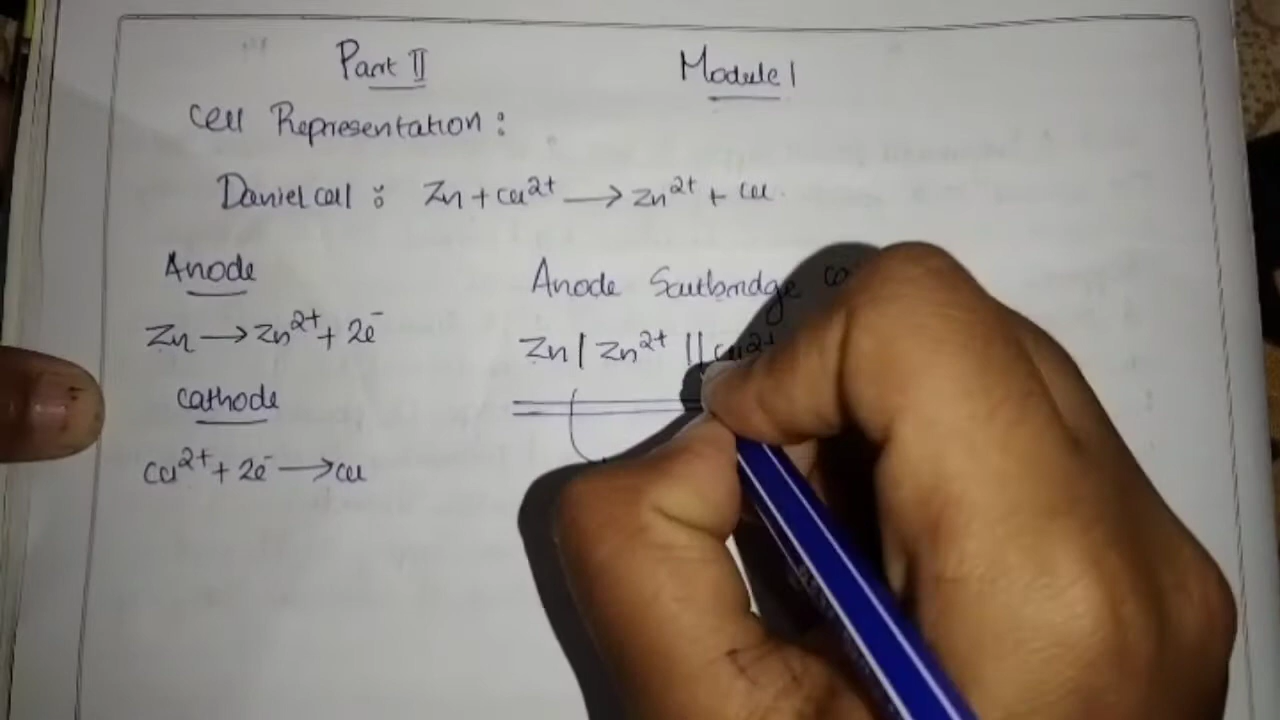 Part II Module 1
Cell Representation :
Daniel cell : Zn + Cu²⁺ → Zn²⁺ + Cu.
Anode
Anode Saltbridge
Zn → Zn²⁺ + 2e⁻
Zn | Zn²⁺ || Cu²⁺
Cathode
Cu²⁺ + 2e⁻ → Cu